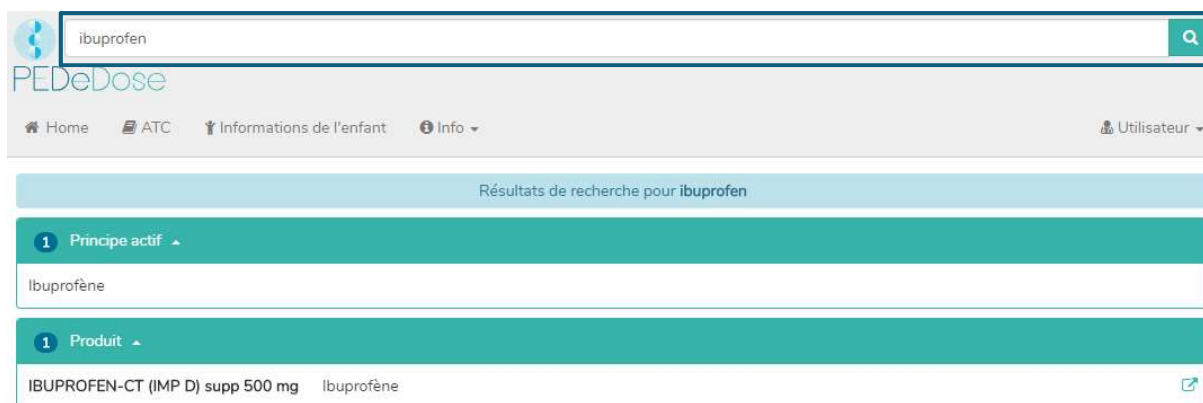 ibuprofen
PEDeDose
Home ATC Informations de l'enfant Info Utilisateur
Résultats de recherche pour ibuprofen
1 Principe actif
Ibuprofène
1 Produit
IBUPROFEN-CT (IMP D) supp 500 mg Ibuprofène